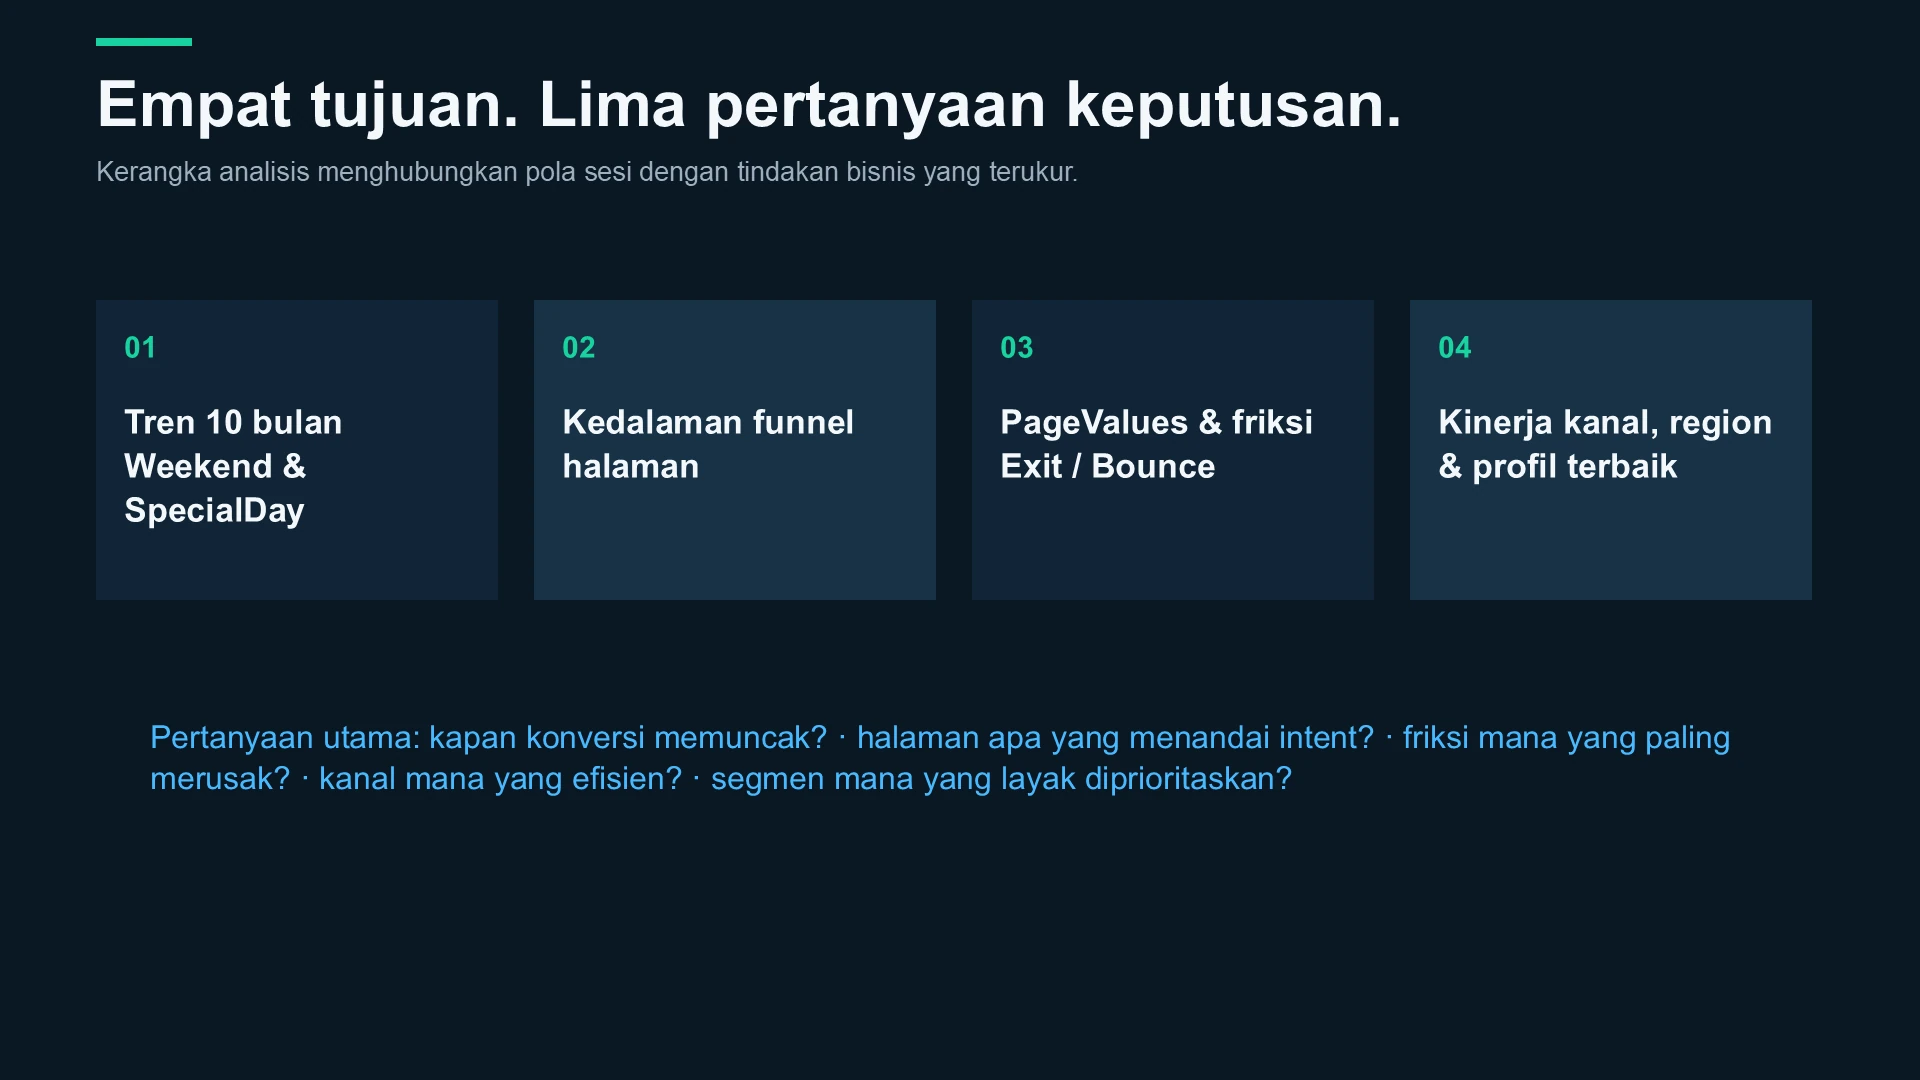 Empat tujuan. Lima pertanyaan keputusan.
Kerangka analisis menghubungkan pola sesi dengan tindakan bisnis yang terukur.
01
Tren 10 bulan
Weekend &
SpecialDay
02
Kedalaman funnel
halaman
03
PageValues & friksi
Exit / Bounce
04
Kinerja kanal, region
& profil terbaik
Pertanyaan utama: kapan konversi memuncak? · halaman apa yang menandai intent? · friksi mana yang paling
merusak? · kanal mana yang efisien? · segmen mana yang layak diprioritaskan?